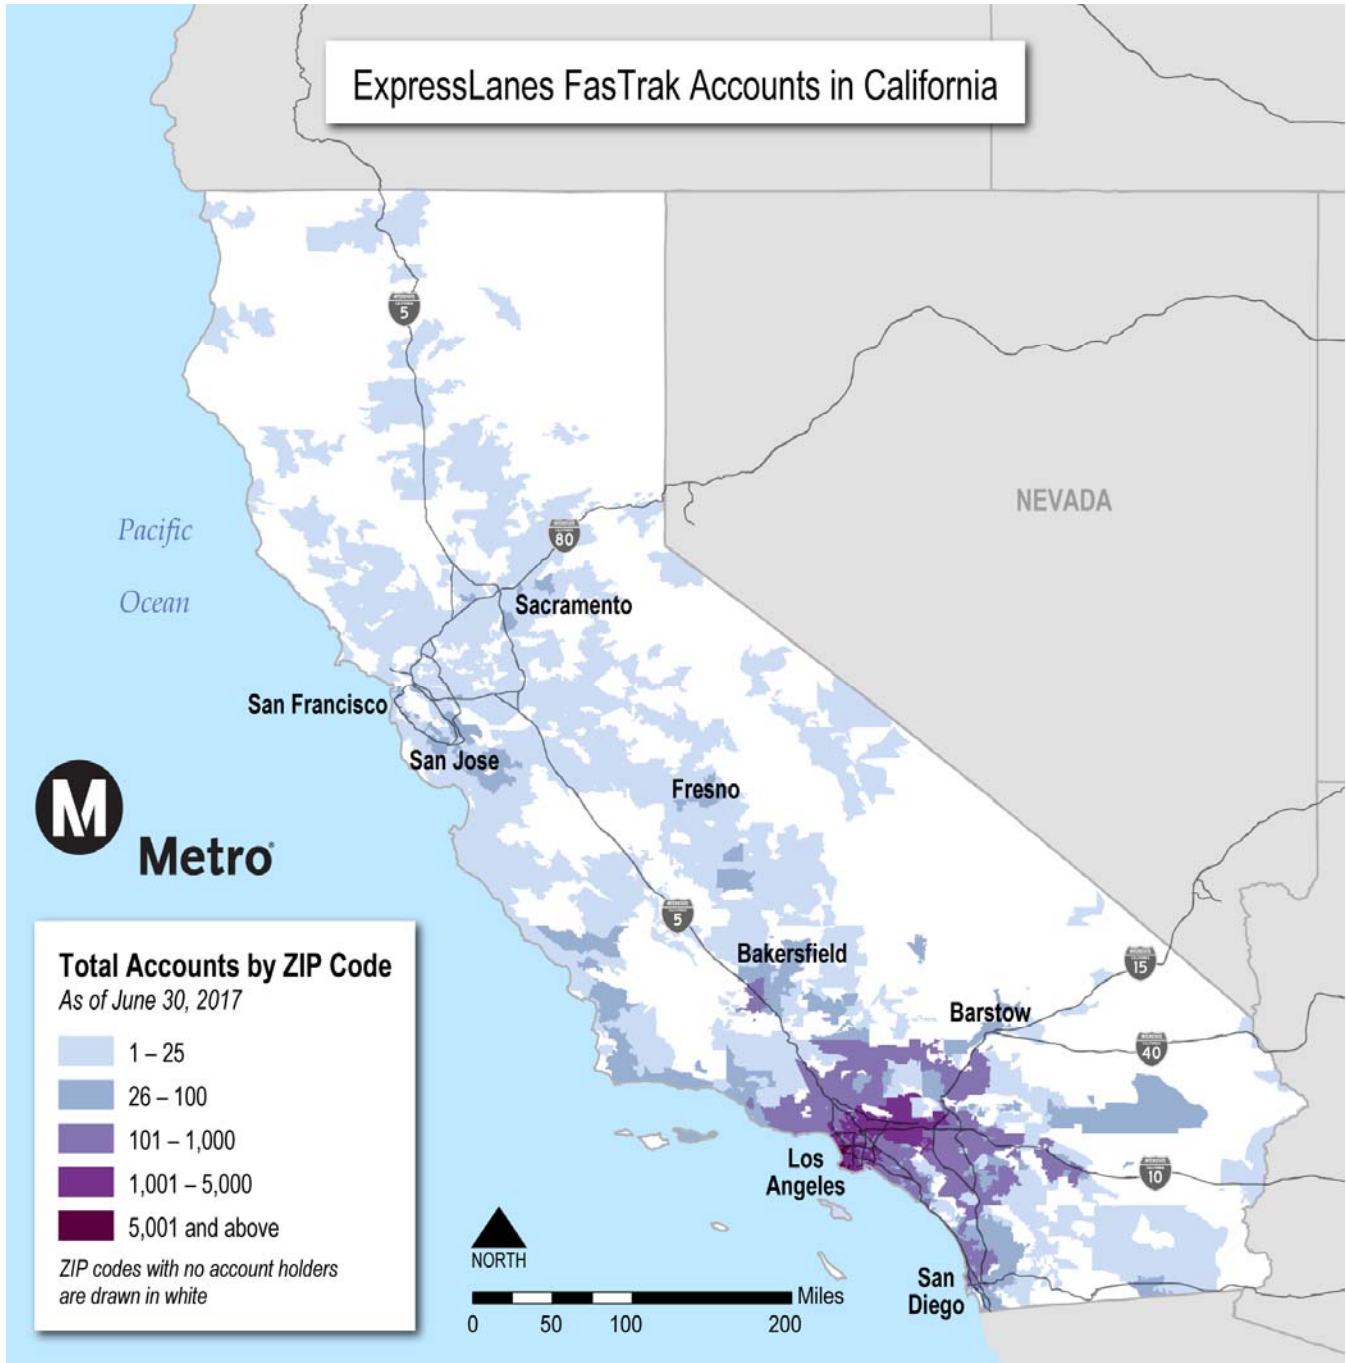 ExpressLanes FasTrak Accounts in California
5
80
NEVADA
Pacific
Ocean
Sacramento
San Francisco
San Jose
Fresno
M
Metro
5
Bakersfield
15
Barstow
40
Total Accounts by ZIP Code
As of June 30, 2017
1 – 25
26 – 100
101 – 1,000
1,001 – 5,000
5,001 and above
ZIP codes with no account holders
are drawn in white
Los
Angeles
10
San
Diego
NORTH
Miles
0 50 100 200